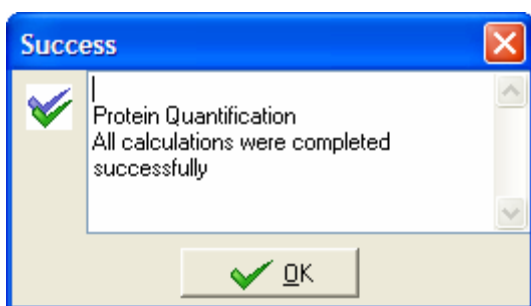 Success
Protein Quantification
All calculations were completed
successfully
OK